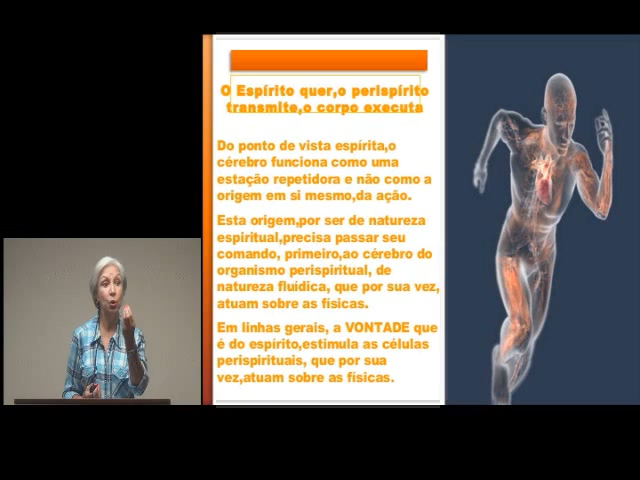 O Espírito quer,o perispírito
transmite,o corpo executa
Do ponto de vista espírita,o
cérebro funciona como uma
estação repetidora e não como a
origem em si mesmo,da ação.
Esta origem,por ser de natureza
espiritual,precisa passar seu
comando, primeiro,ao cérebro do
organismo perispiritual, de
natureza fluídica, que por sua vez,
atuam sobre as físicas.
Em linhas gerais, a VONTADE que
é do espírito,estimula as células
perispirituais, que por sua
vez,atuam sobre as físicas.